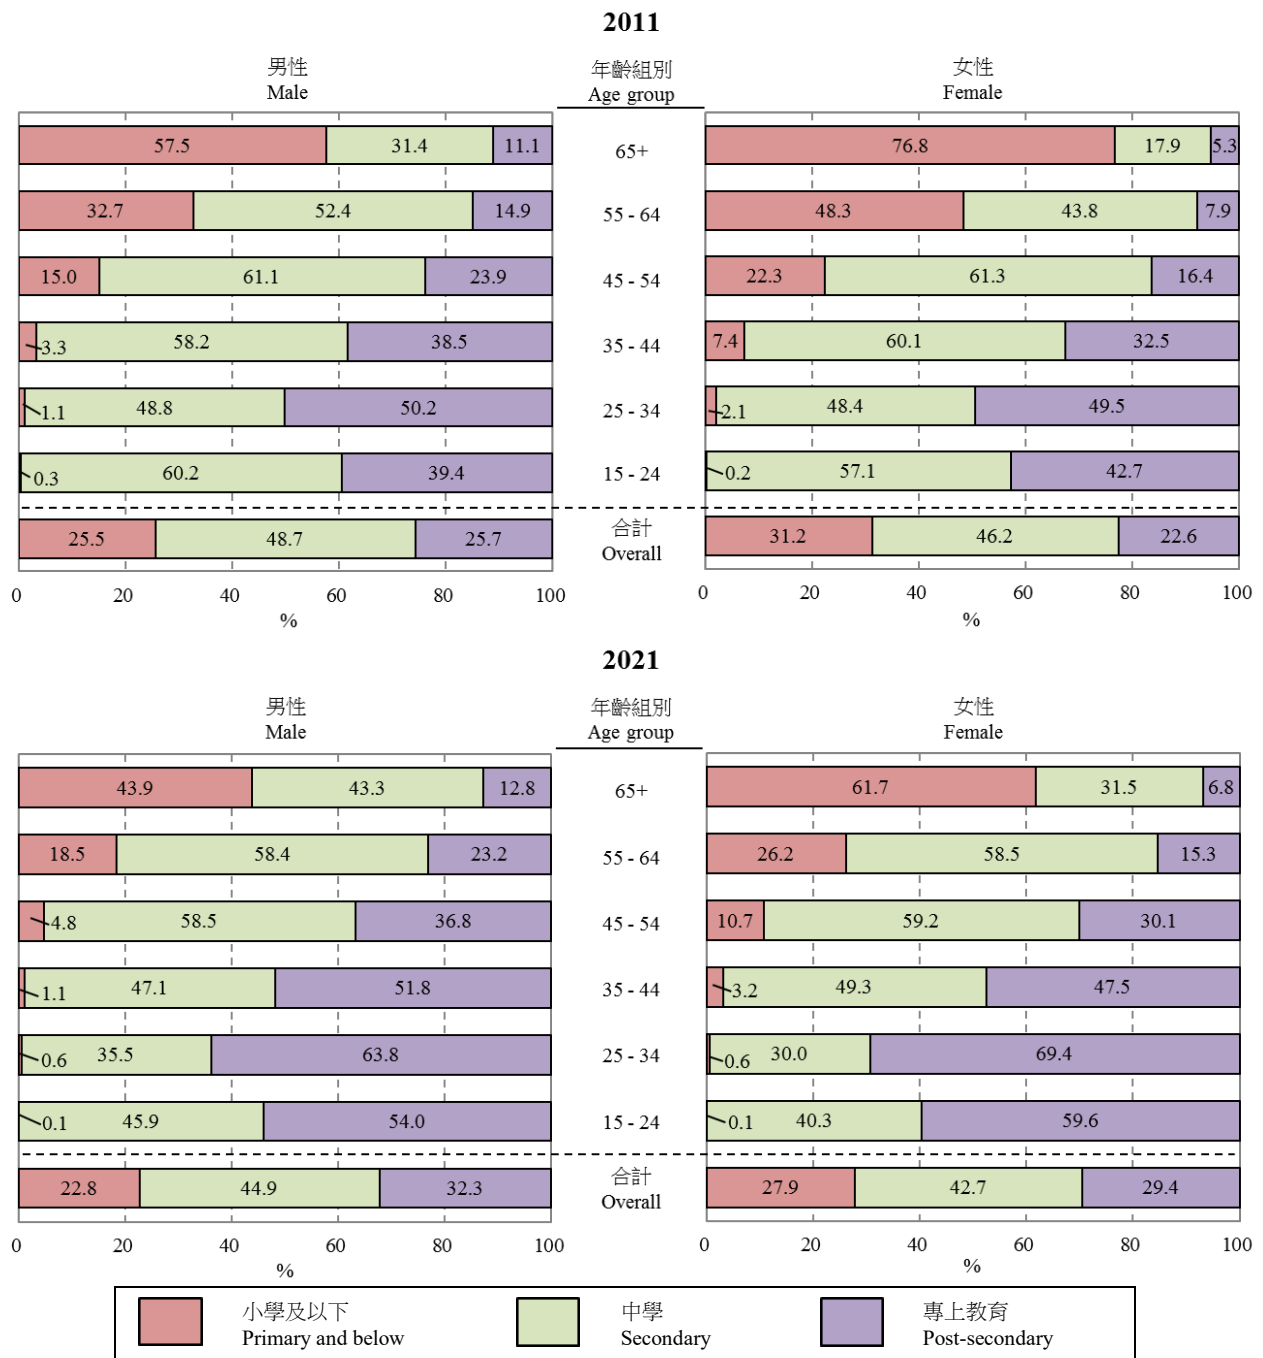 2011
男性
Male
年齡組別
Age group
女性
Female
57.5 31.4 11.1 65+ 76.8 17.9 5.3
32.7 52.4 14.9 55 - 64 48.3 43.8 7.9
15.0 61.1 23.9 45 - 54 22.3 61.3 16.4
3.3 58.2 38.5 35 - 44 7.4 60.1 32.5
1.1 48.8 50.2 25 - 34 2.1 48.4 49.5
0.3 60.2 39.4 15 - 24 0.2 57.1 42.7
25.5 48.7 25.7 合計 31.2 46.2 22.6
Overall
0 20 40 60 80 100 0 20 40 60 80 100
% %
2021
男性
Male
年齡組別
Age group
女性
Female
43.9 43.3 12.8 65+ 61.7 31.5 6.8
18.5 58.4 23.2 55 - 64 26.2 58.5 15.3
4.8 58.5 36.8 45 - 54 10.7 59.2 30.1
1.1 47.1 51.8 35 - 44 3.2 49.3 47.5
0.6 35.5 63.8 25 - 34 0.6 30.0 69.4
0.1 45.9 54.0 15 - 24 0.1 40.3 59.6
22.8 44.9 32.3 合計 27.9 42.7 29.4
Overall
0 20 40 60 80 100 0 20 40 60 80 100
% %
小學及以下
Primary and below
中學
Secondary
專上教育
Post-secondary